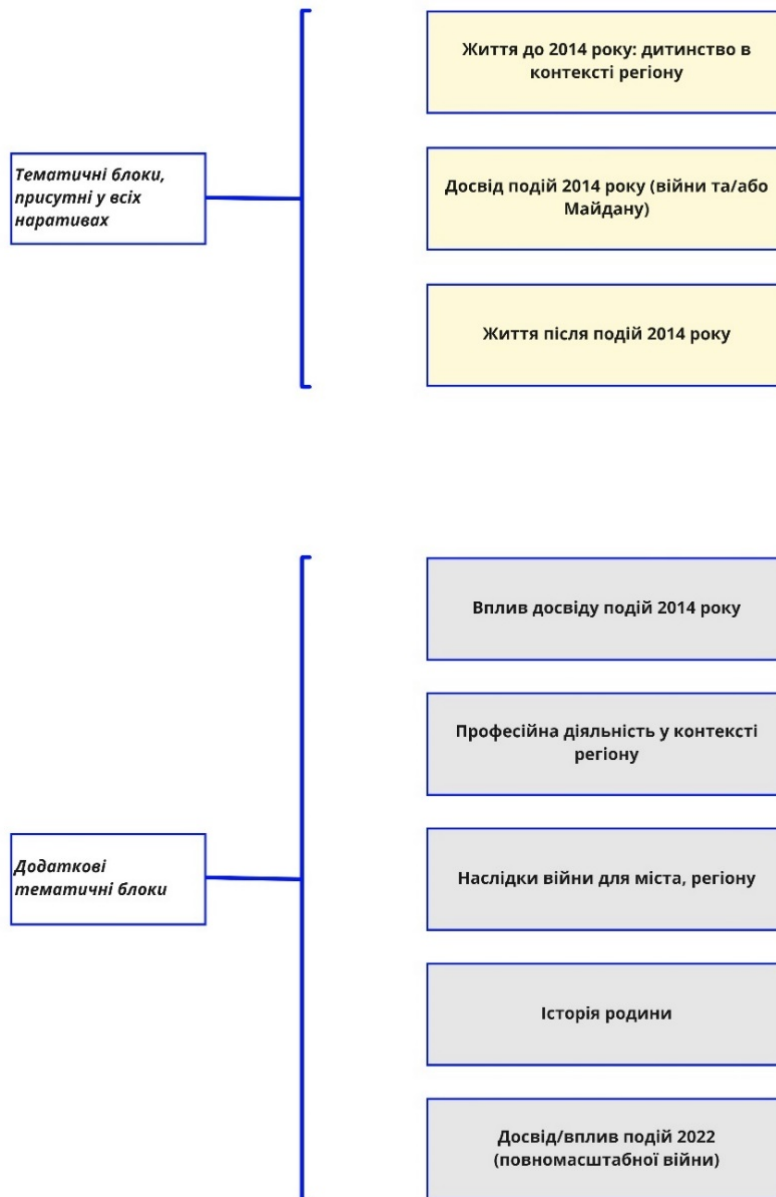 Життя до 2014 року: дитинство в
контексті регіону
Тематичні блоки,
присутні у всіх
наративах
Досвід подій 2014 року (війни та/або
Майдану)
Життя після подій 2014 року
Вплив досвіду подій 2014 року
Професійна діяльність у контексті
регіону
Додаткові
тематичні блоки
Наслідки війни для міста, регіону
Історія родини
Досвід/вплив подій 2022
(повномасштабної війни)